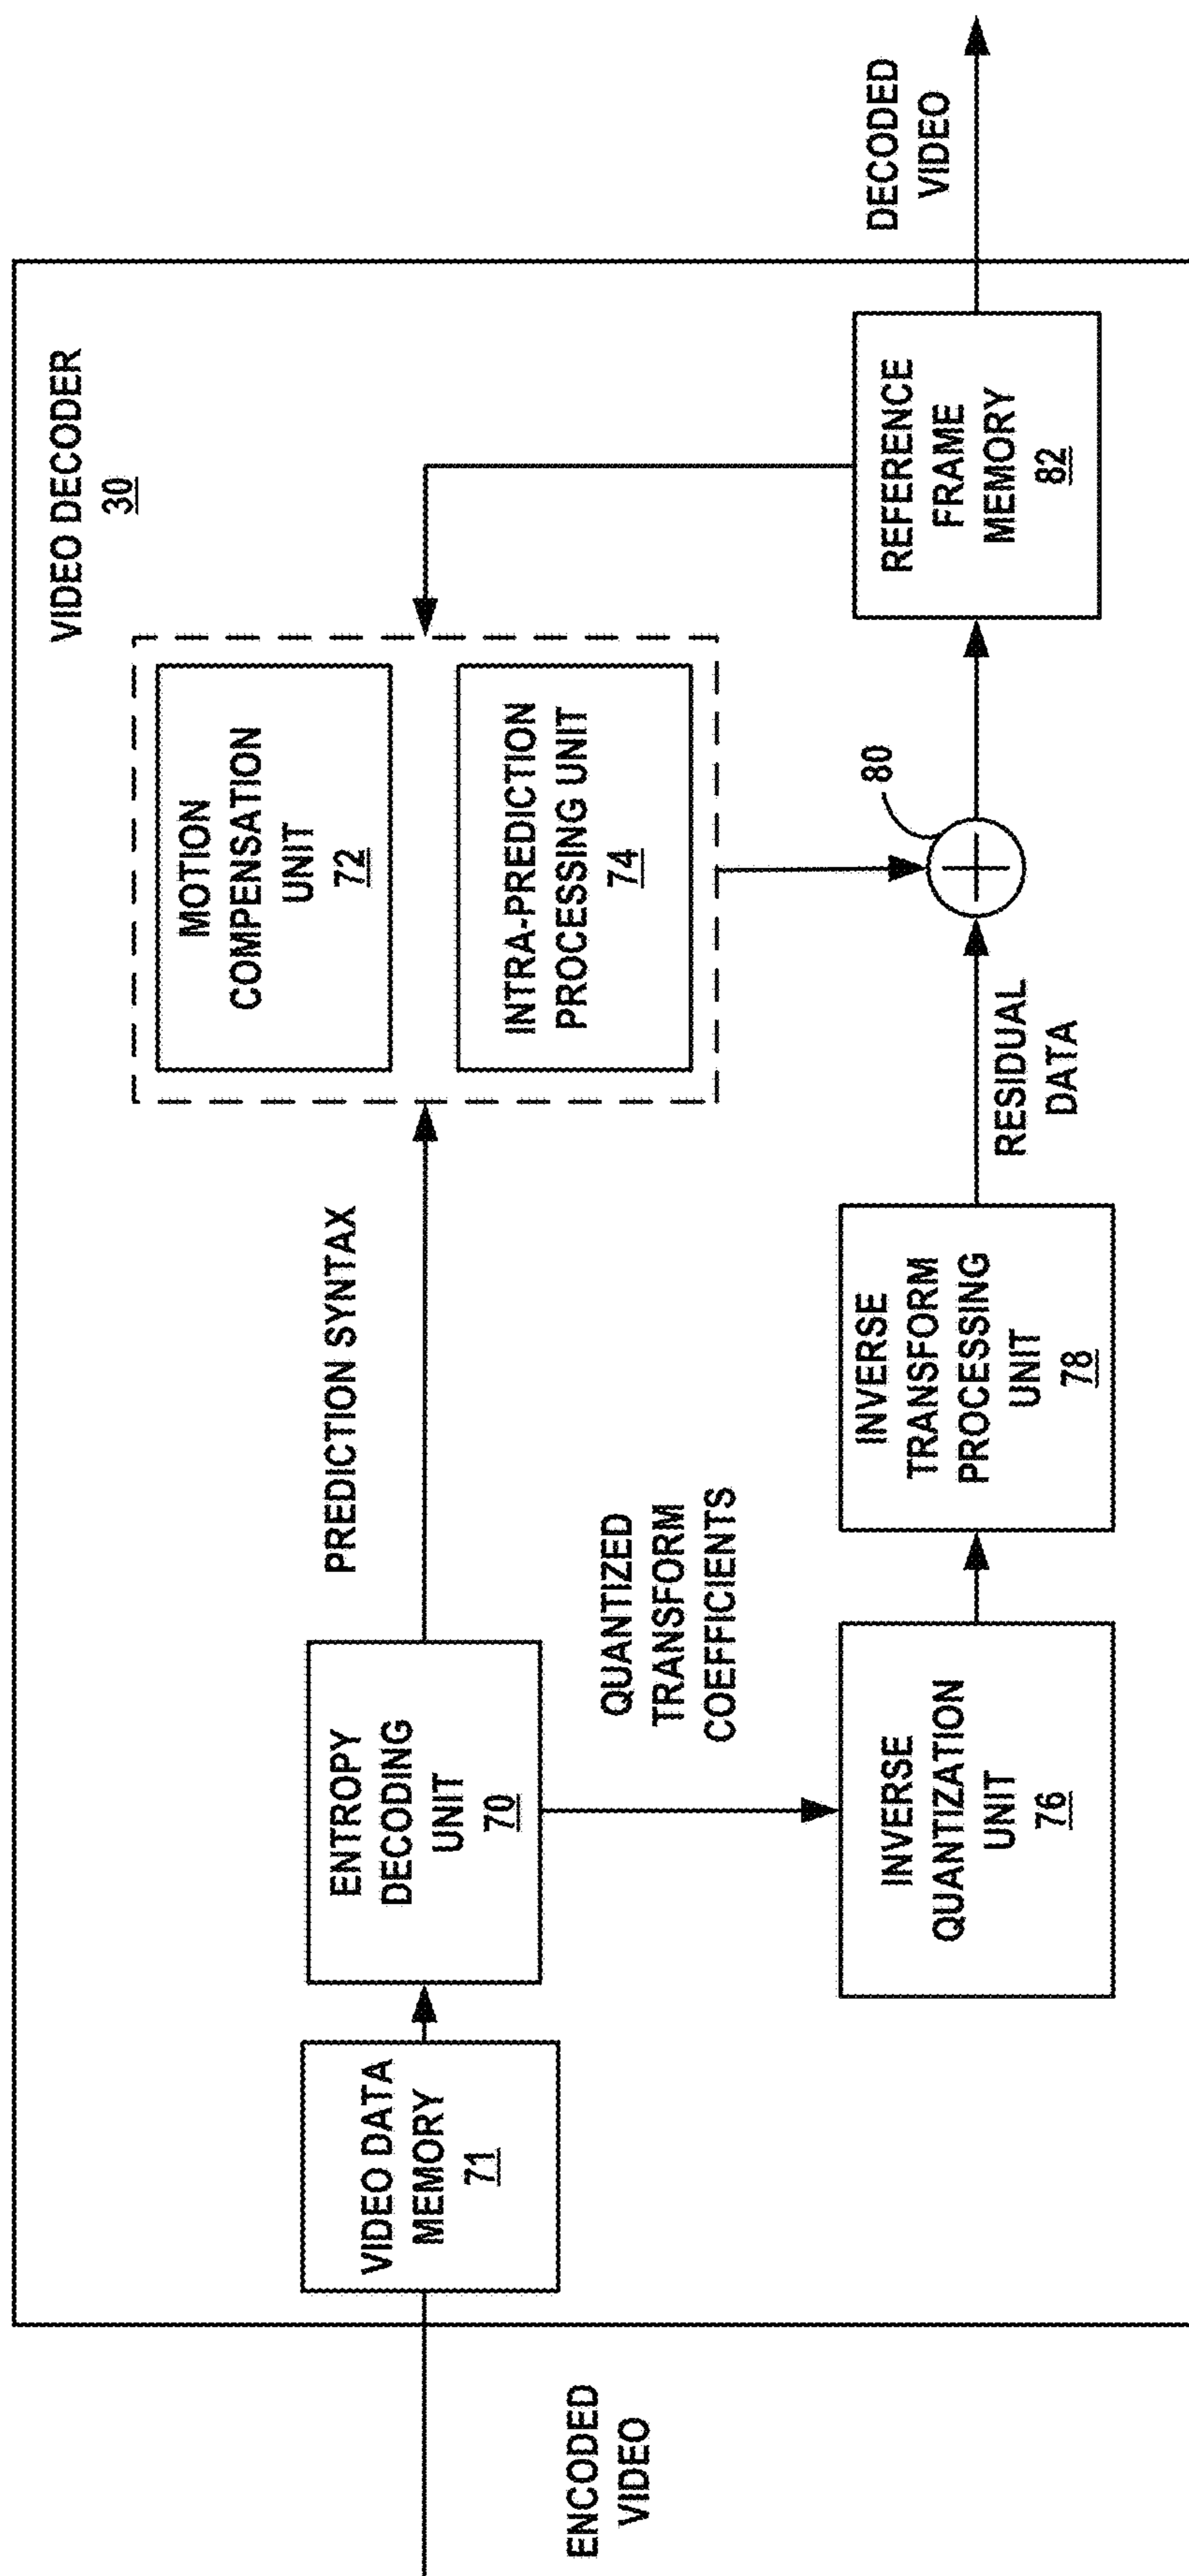 VIDEO DECODER
30
ENCODED
VIDEO
VIDEO DATA
MEMORY
71
ENTROPY
DECODING
UNIT
70
PREDICTION SYNTAX
MOTION
COMPENSATION
UNIT
72
INTRA-PREDICTION
PROCESSING UNIT
74
QUANTIZED
TRANSFORM
COEFFICIENTS
INVERSE
QUANTIZATION
UNIT
76
INVERSE
TRANSFORM
PROCESSING
UNIT
78
RESIDUAL
DATA
80
REFERENCE
FRAME
MEMORY
82
DECODED
VIDEO